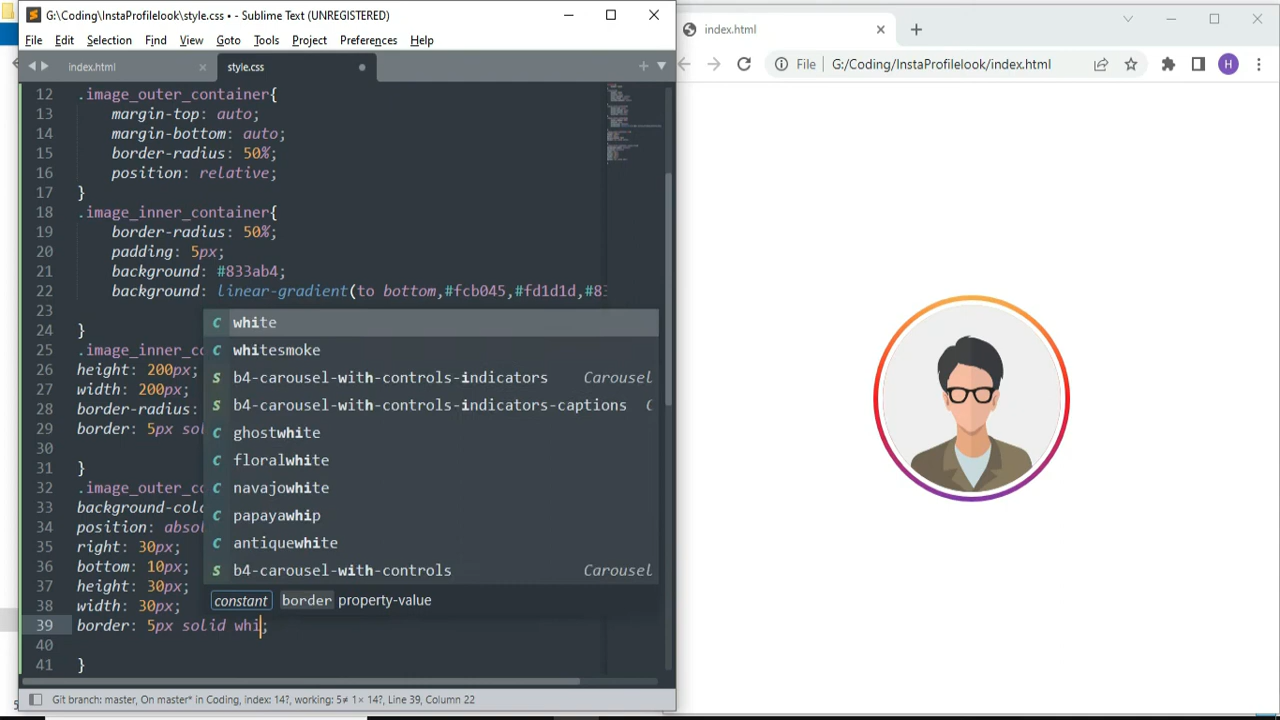 G:\Coding\InstaProfilelook\style.css • - Sublime Text (UNREGISTERED)
File Edit Selection Find View Goto Tools Project Preferences Help
index.html
style.css
12 .image_outer_container{
13 margin-top: auto;
14 margin-bottom: auto;
15 border-radius: 50%;
16 position: relative;
17 }
18 .image_inner_container{
19 border-radius: 50%;
20 padding: 5px;
21 background: #833ab4;
22 background: linear-gradient(to bottom,#fcb045,#fd1d1d,#83
23
24 }
25 .image_inner_c
26 height: 200px;
27 width: 200px;
28 border-radius:
29 border: 5px sol
30
31 }
32 .image_outer_c
33 background-colo
34 position: absol
35 right: 30px;
36 bottom: 10px;
37 height: 30px;
38 width: 30px;
39 border: 5px solid whi;
40
41 }
C white
C whitesmoke
S b4-carousel-with-controls-indicators Carousel
S b4-carousel-with-controls-indicators-captions C
C ghostwhite
C floralwhite
C navajowhite
C papayawhip
C antiquewhite
S b4-carousel-with-controls Carousel
constant border property-value
Git branch: master, On master* in Coding, index: 14?, working: 5≠ 1× 14?, Line 39, Column 22
index.html
File G:/Coding/InstaProfilelook/index.html
H